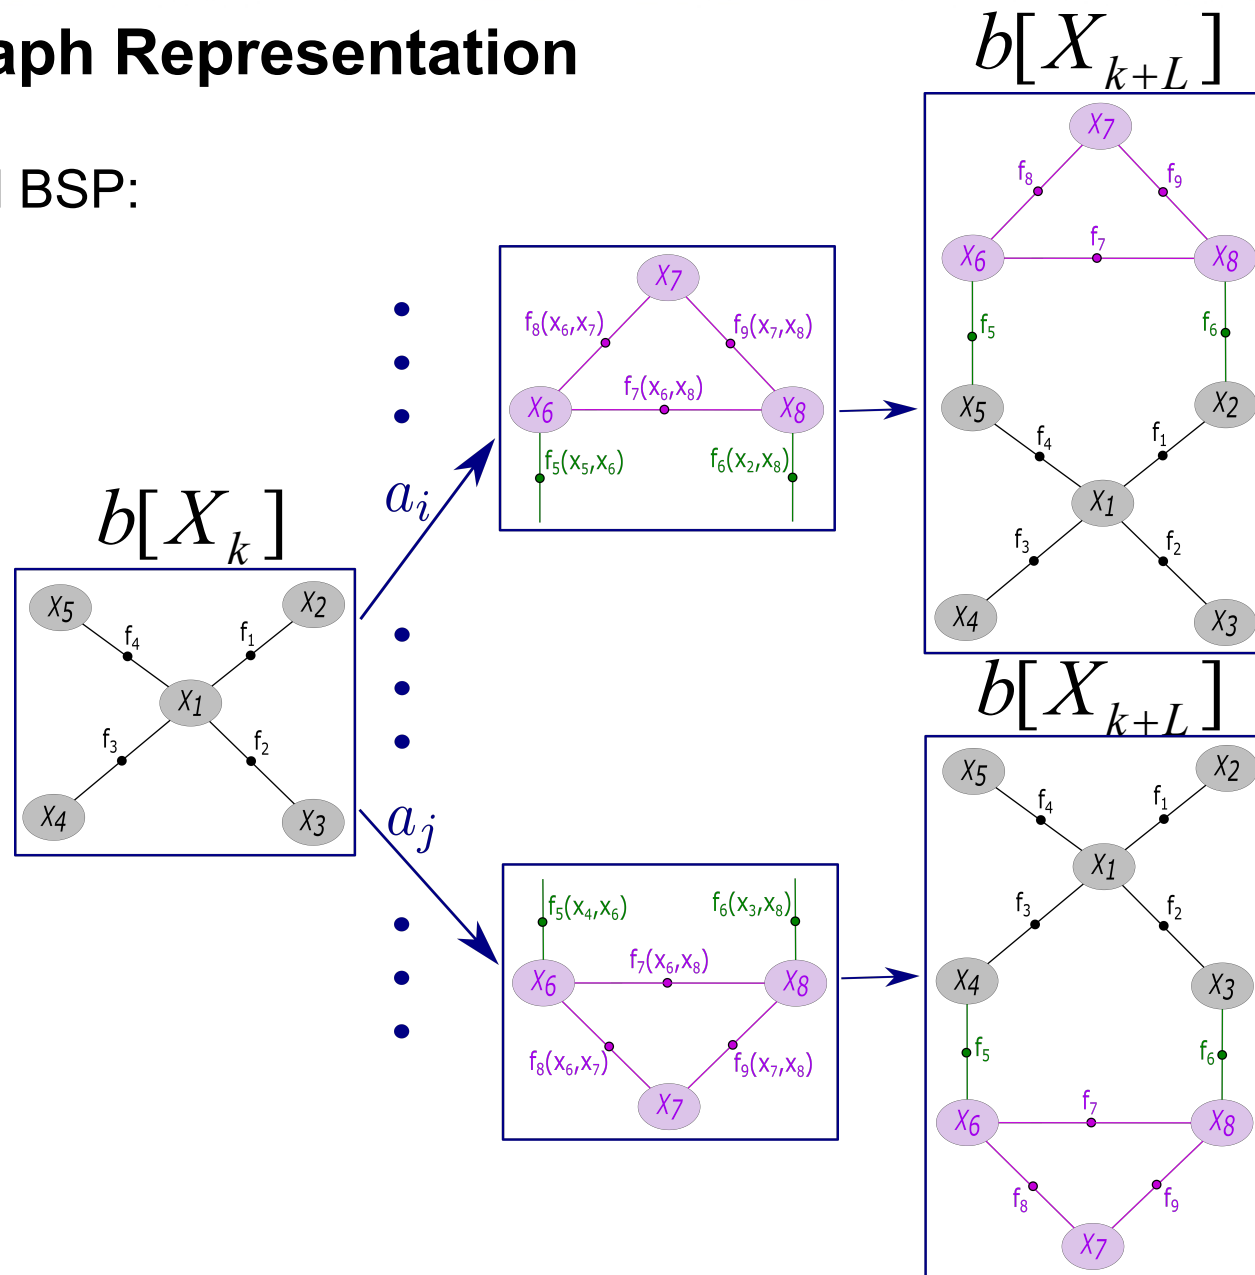 aph Representation
BSP:
b[X_{k+L}]
X7
f8
f9
f7
X6
X8
f5
f6
X5
X2
f4
f1
X1
f3
f2
X4
X3
X7
f8(x6,x7)
f9(x7,x8)
f7(x6,x8)
X6
X8
f5(x5,x6)
f6(x2,x8)
a_i
b[X_k]
X5
X2
f4
f1
X1
f3
f2
X4
X3
a_j
f5(x4,x6)
f6(x3,x8)
f7(x6,x8)
X6
X8
f8(x6,x7)
f9(x7,x8)
X7
b[X_{k+L}]
X5
X2
f4
f1
X1
f3
f2
X4
X3
f5
f6
f7
X6
X8
f8
f9
X7